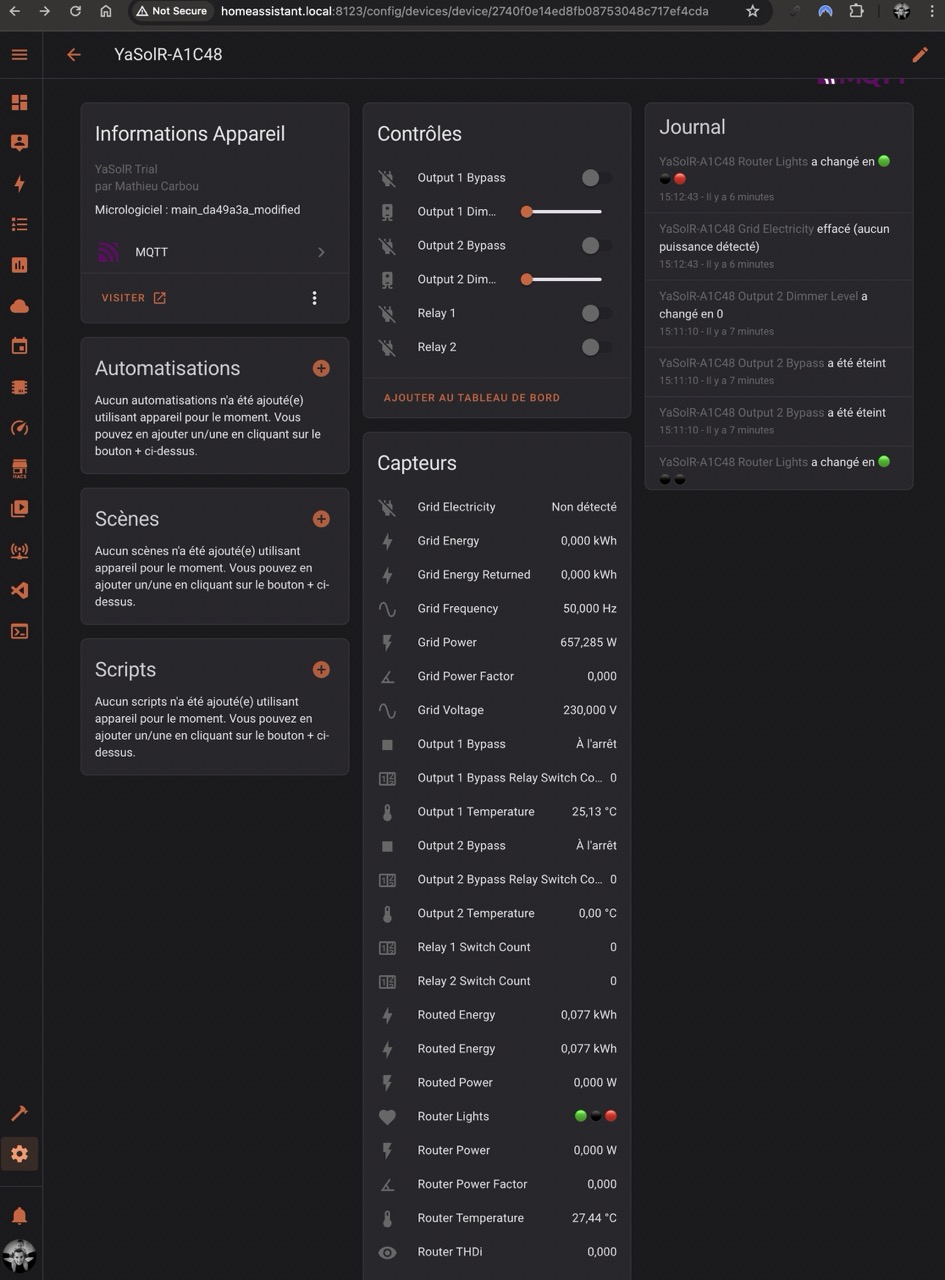 Not Secure
homeassistant.local:8123/config/devices/device/2740f0e14ed8fb08753048c717ef4cda
YaSolR-A1C48
Informations Appareil
YaSolR Trial
par Mathieu Carbou
Micrologiciel : main_da49a3a_modified
MQTT
VISITER
Automatisations
Aucun automatisations n'a été ajouté(e)
utilisant appareil pour le moment. Vous
pouvez en ajouter un/une en cliquant sur le
bouton + ci-dessus.
Scènes
Aucun scènes n'a été ajouté(e) utilisant
appareil pour le moment. Vous pouvez en
ajouter un/une en cliquant sur le bouton + ci-
dessus.
Scripts
Aucun scripts n'a été ajouté(e) utilisant
appareil pour le moment. Vous pouvez en
ajouter un/une en cliquant sur le bouton + ci-
dessus.
Contrôles
Output 1 Bypass
Output 1 Dim...
Output 2 Bypass
Output 2 Dim...
Relay 1
Relay 2
AJOUTER AU TABLEAU DE BORD
Capteurs
Grid Electricity Non détecté
Grid Energy 0,000 kWh
Grid Energy Returned 0,000 kWh
Grid Frequency 50,000 Hz
Grid Power 657,285 W
Grid Power Factor 0,000
Grid Voltage 230,000 V
Output 1 Bypass À l'arrêt
Output 1 Bypass Relay Switch Co... 0
Output 1 Temperature 25,13 °C
Output 2 Bypass À l'arrêt
Output 2 Bypass Relay Switch Co... 0
Output 2 Temperature 0,00 °C
Relay 1 Switch Count 0
Relay 2 Switch Count 0
Routed Energy 0,077 kWh
Routed Energy 0,077 kWh
Routed Power 0,000 W
Router Lights
Router Power 0,000 W
Router Power Factor 0,000
Router Temperature 27,44 °C
Router THDi 0,000
MQTT
Journal
YaSolR-A1C48 Router Lights a changé en
15:12:43 - Il y a 6 minutes
YaSolR-A1C48 Grid Electricity effacé (aucun
puissance détecté)
15:12:43 - Il y a 6 minutes
YaSolR-A1C48 Output 2 Dimmer Level a
changé en 0
15:11:10 - Il y a 7 minutes
YaSolR-A1C48 Output 2 Bypass a été éteint
15:11:10 - Il y a 7 minutes
YaSolR-A1C48 Output 2 Bypass a été éteint
15:11:10 - Il y a 7 minutes
YaSolR-A1C48 Router Lights a changé en
HACS